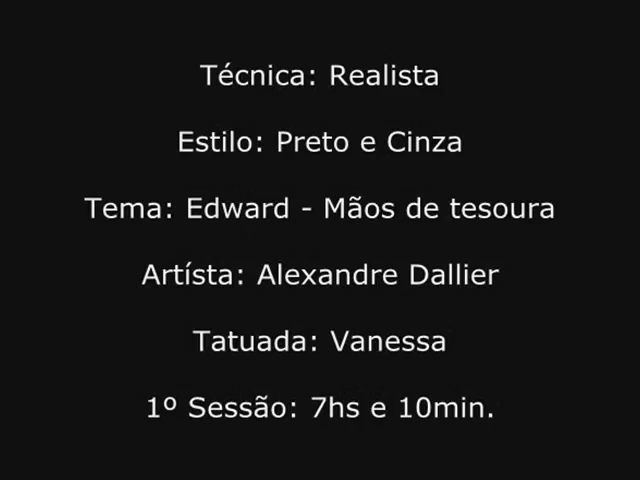 Técnica: Realista
Estilo: Preto e Cinza
Tema: Edward - Mãos de tesoura
Artísta: Alexandre Dallier
Tatuada: Vanessa
1º Sessão: 7hs e 10min.